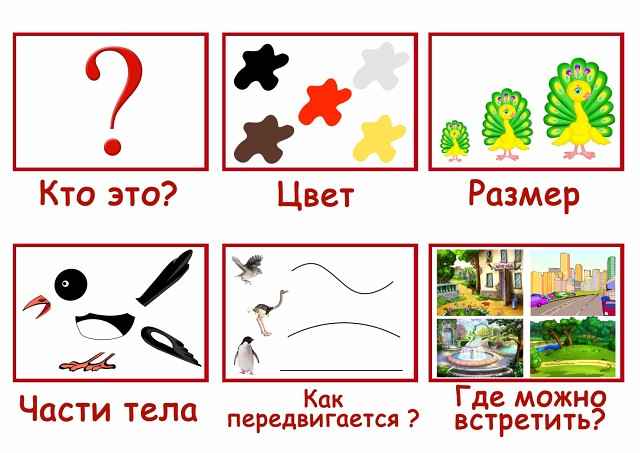 ?
Кто это?
Цвет
Размер
Части тела
Как
передвигается ?
Где можно
встретить?